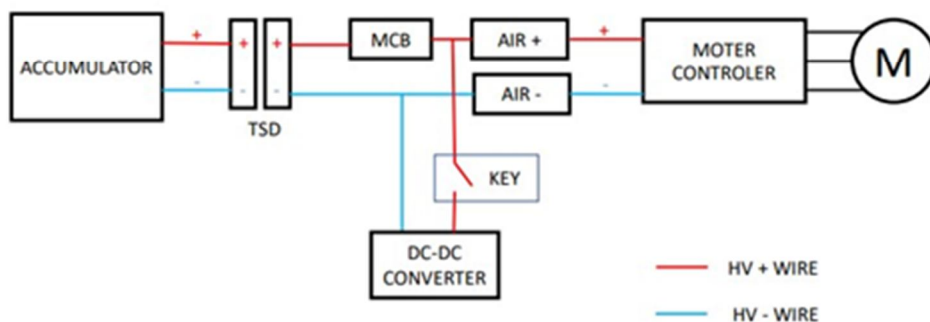 ACCUMULATOR
+
-
+ +
- -
TSD
MCB
AIR +
AIR -
+
-
MOTER
CONTROLER
M
KEY
DC-DC
CONVERTER
HV + WIRE
HV - WIRE